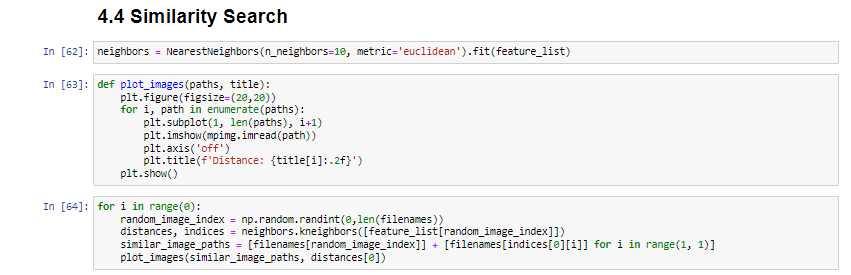 4.4 Similarity Search
In [62]: neighbors = NearestNeighbors(n_neighbors=10, metric='euclidean').fit(feature_list)
In [63]: def plot_images(paths, title):
    plt.figure(figsize=(20,20))
    for i, path in enumerate(paths):
        plt.subplot(1, len(paths), i+1)
        plt.imshow(mpimg.imread(path))
        plt.axis('off')
        plt.title(f'Distance: {title[i]:.2f}')
    plt.show()
In [64]: for i in range(0):
    random_image_index = np.random.randint(0,len(filenames))
    distances, indices = neighbors.kneighbors([feature_list[random_image_index]])
    similar_image_paths = [filenames[random_image_index]] + [filenames[indices[0][i]] for i in range(1, 1)]
    plot_images(similar_image_paths, distances[0])